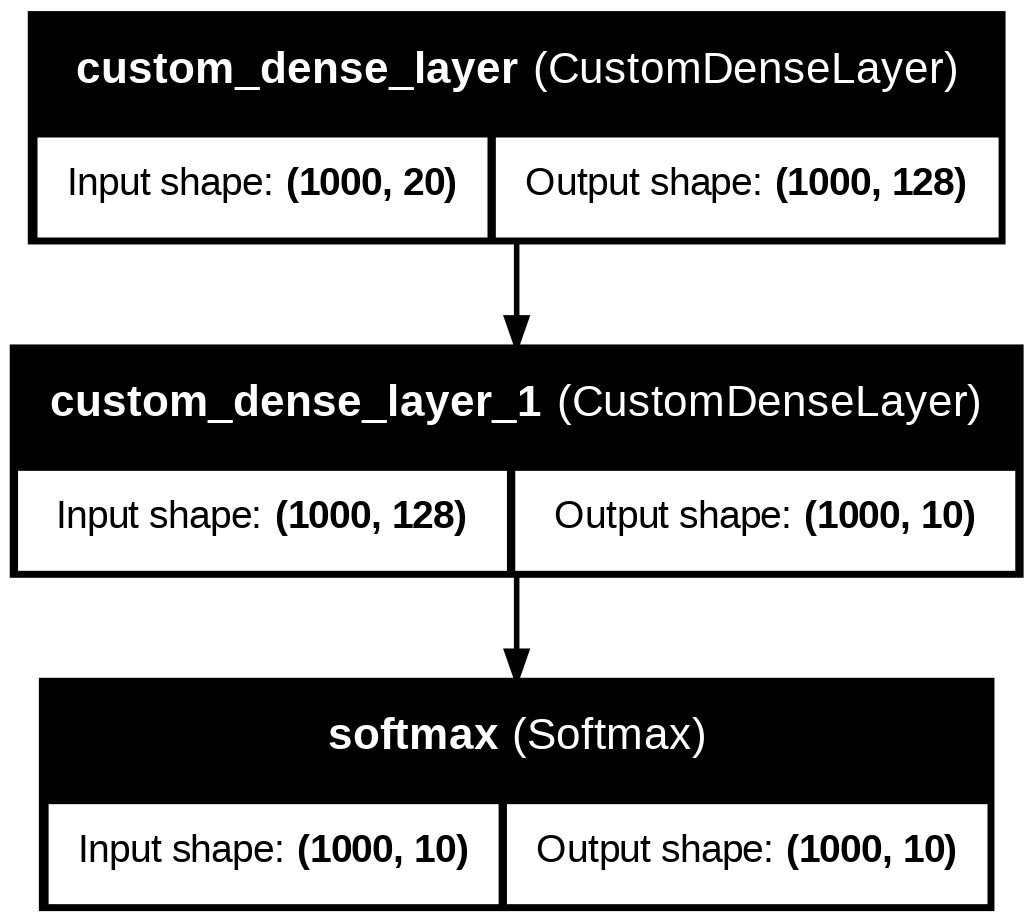 custom_dense_layer (CustomDenseLayer)
Input shape: (1000, 20) Output shape: (1000, 128)
custom_dense_layer_1 (CustomDenseLayer)
Input shape: (1000, 128) Output shape: (1000, 10)
softmax (Softmax)
Input shape: (1000, 10) Output shape: (1000, 10)